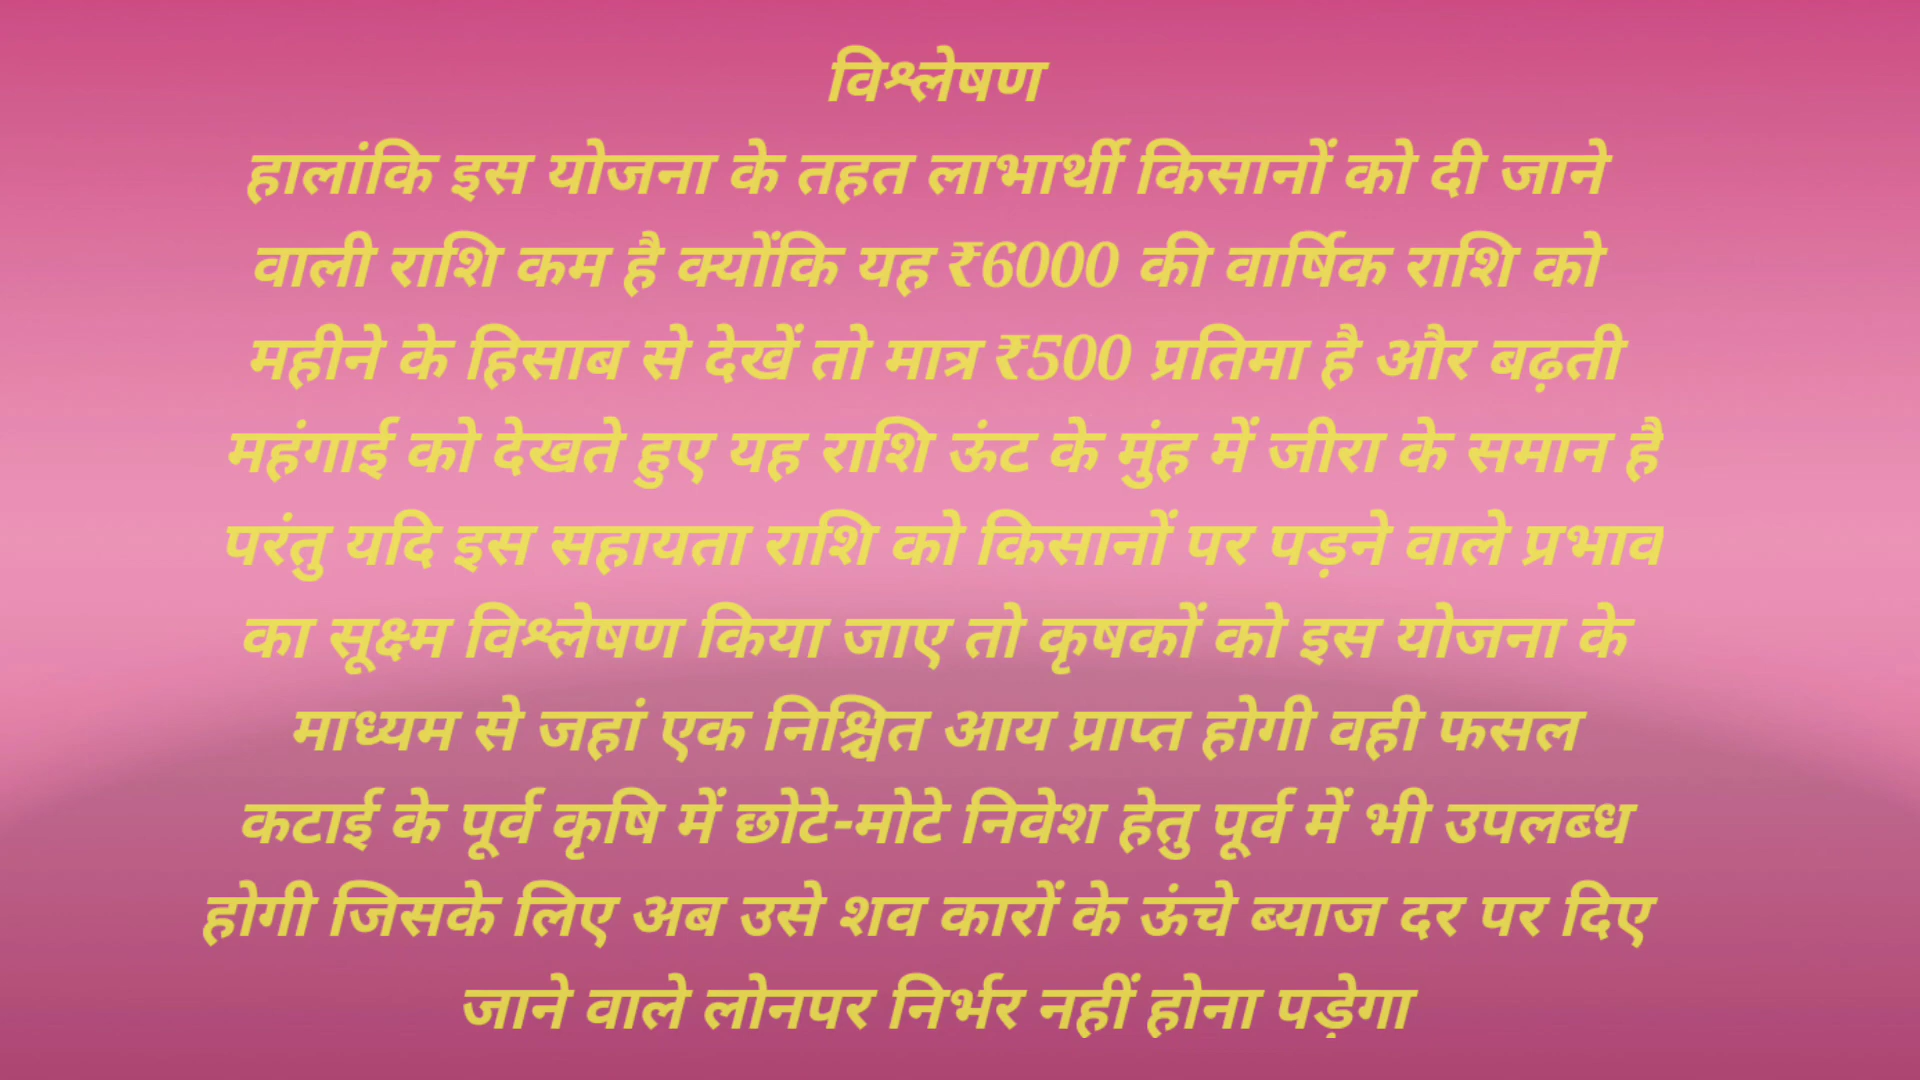 विश्लेषण
हालांकि इस योजना के तहत लाभार्थी किसानों को दी जाने
वाली राशि कम है क्योंकि यह ₹6000 की वार्षिक राशि को
महीने के हिसाब से देखें तो मात्र ₹500 प्रतिमा है और बढ़ती
महंगाई को देखते हुए यह राशि ऊंट के मुंह में जीरा के समान है
परंतु यदि इस सहायता राशि को किसानों पर पड़ने वाले प्रभाव
का सूक्ष्म विश्लेषण किया जाए तो कृषकों को इस योजना के
माध्यम से जहां एक निश्चित आय प्राप्त होगी वही फसल
कटाई के पूर्व कृषि में छोटे-मोटे निवेश हेतु पूर्व में भी उपलब्ध
होगी जिसके लिए अब उसे शव कारों के ऊंचे ब्याज दर पर दिए
जाने वाले लोनपर निर्भर नहीं होना पड़ेगा